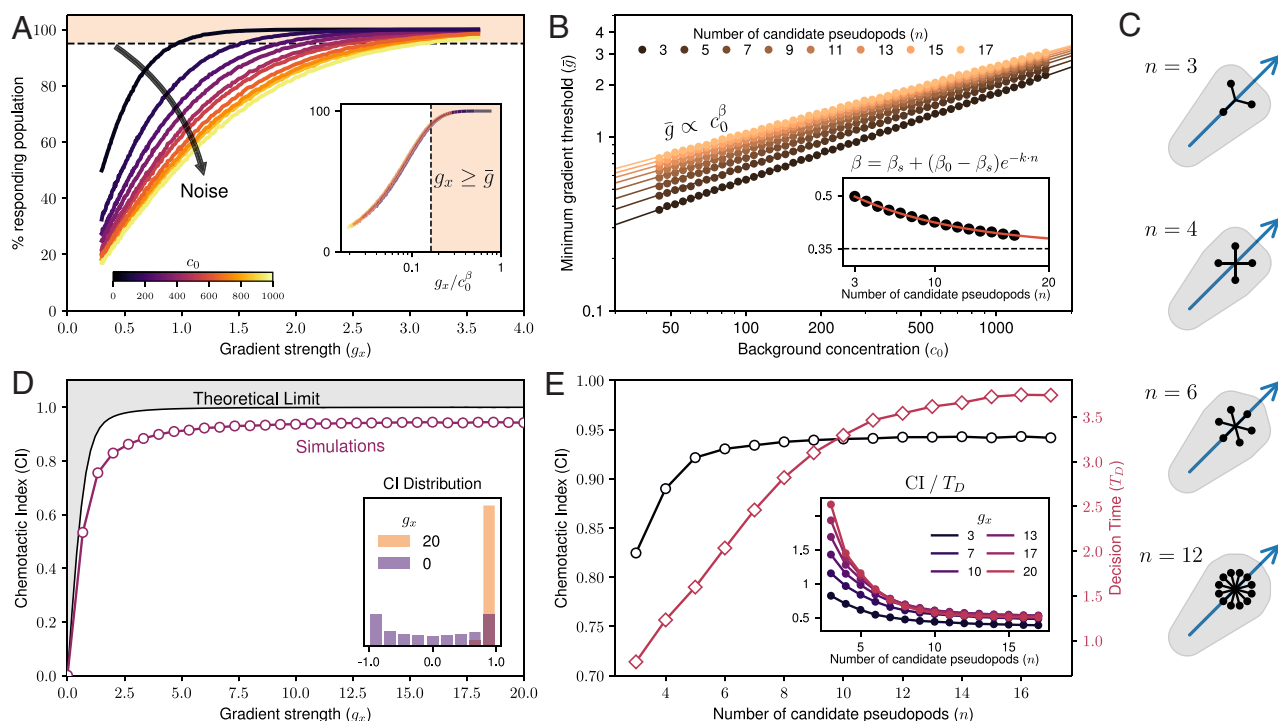 A
% responding population
100
80
60
40
20
0
0.0 0.5 1.0 1.5 2.0 2.5 3.0 3.5 4.0
Gradient strength (gₓ)
Noise
c₀
0 200 400 600 800 1000
100
0
gₓ ≥ ḡ
0.1 1
gₓ/c₀^β
B
Minimum gradient threshold (ḡ)
4
3
2
1
0.1
Number of candidate pseudopods (n)
3 5 7 9 11 13 15 17
ḡ ∝ c₀^β
β = βₛ + (β₀ − βₛ)e^{−k·n}
0.5
0.35
3 10 20
Number of candidate pseudopods (n)
50 100 200 500 1000
Background concentration (c₀)
C
n = 3
n = 4
n = 6
n = 12
D
Chemotactic Index (CI)
1.0
0.8
0.6
0.4
0.2
0.0
Theoretical Limit
Simulations
CI Distribution
gₓ
20
0
-1.0 0.0 1.0
0.0 2.5 5.0 7.5 10.0 12.5 15.0 17.5 20.0
Gradient strength (gₓ)
E
Chemotactic Index (CI)
1.00
0.95
0.90
0.85
0.80
0.75
0.70
CI / T_D
gₓ
3 13
7 17
10 20
1.5
1
0.5
5 10 15
Number of candidate pseudopods (n)
4 6 8 10 12 14 16
Number of candidate pseudopods (n)
3.5
3.0
2.5
2.0
1.5
1.0
Decision Time (T_D)